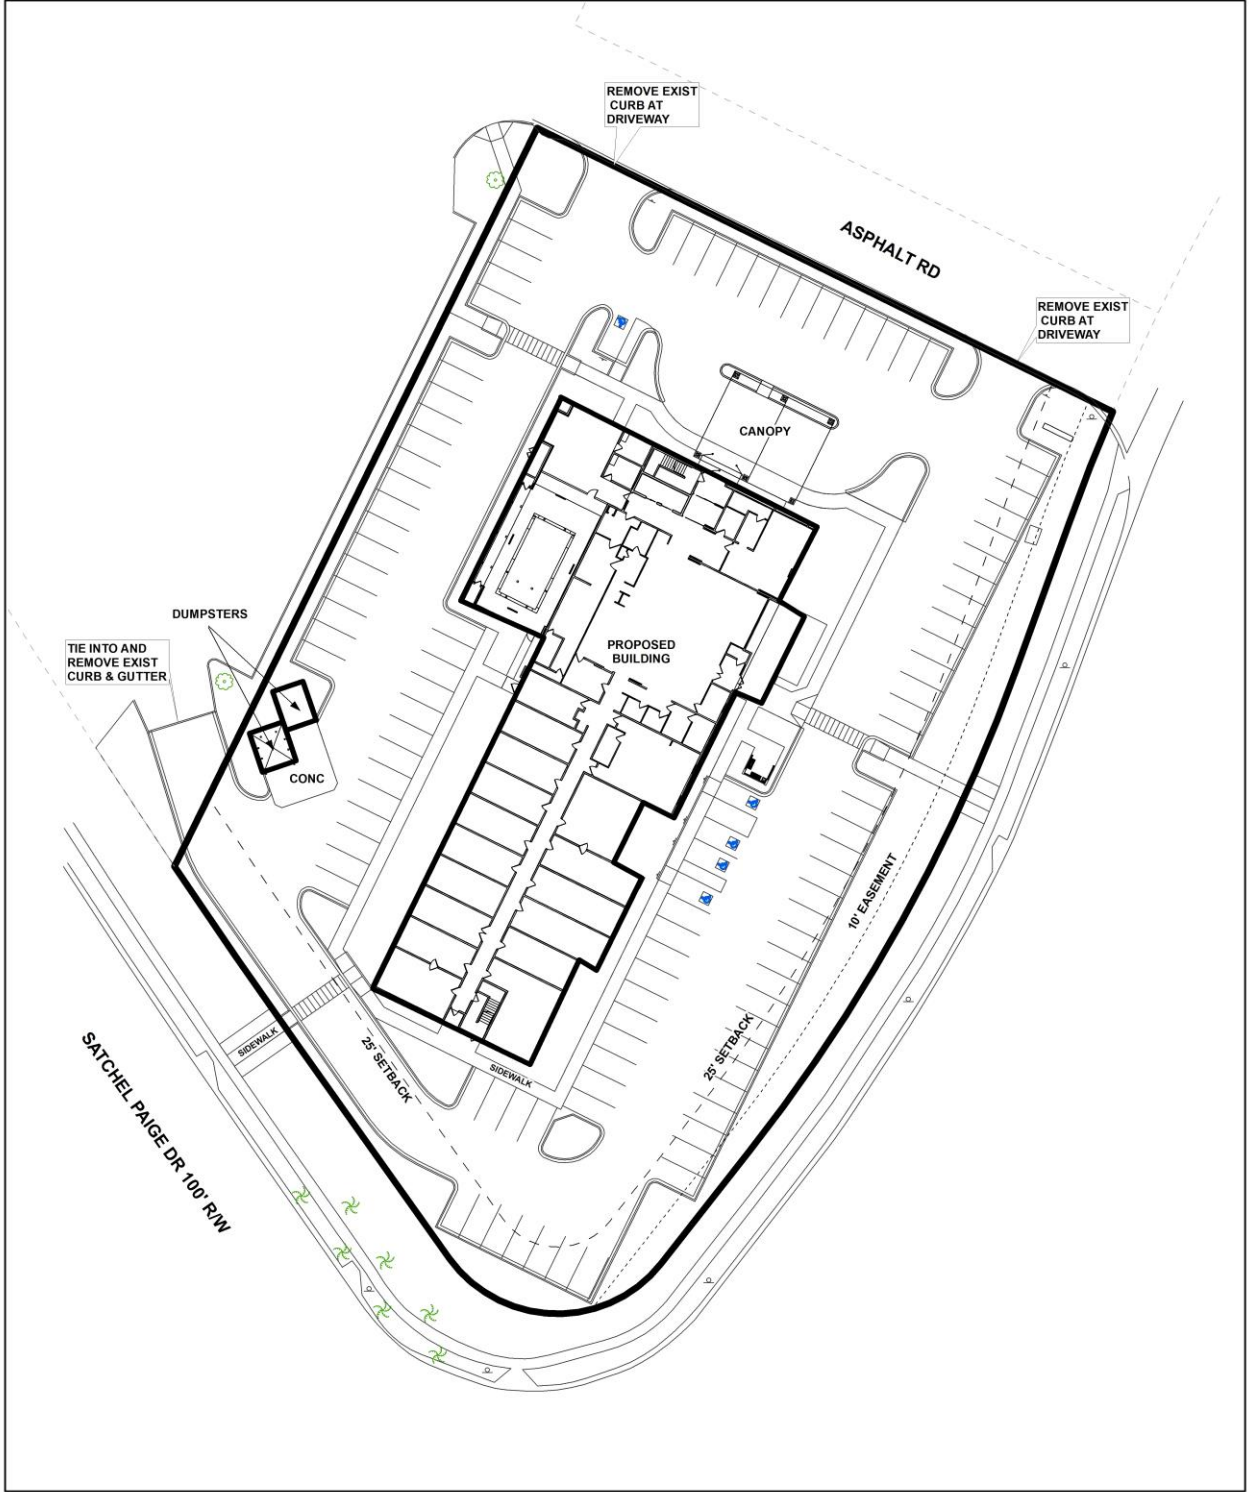 REMOVE EXIST
CURB AT
DRIVEWAY
ASPHALT RD
REMOVE EXIST
CURB AT
DRIVEWAY
CANOPY
DUMPSTERS
TIE INTO AND
REMOVE EXIST
CURB & GUTTER
PROPOSED
BUILDING
CONC
10' EASEMENT
SIDEWALK
25' SETBACK
25' SETBACK
SIDEWALK
SATCHEL PAIGE DR 100' R/W